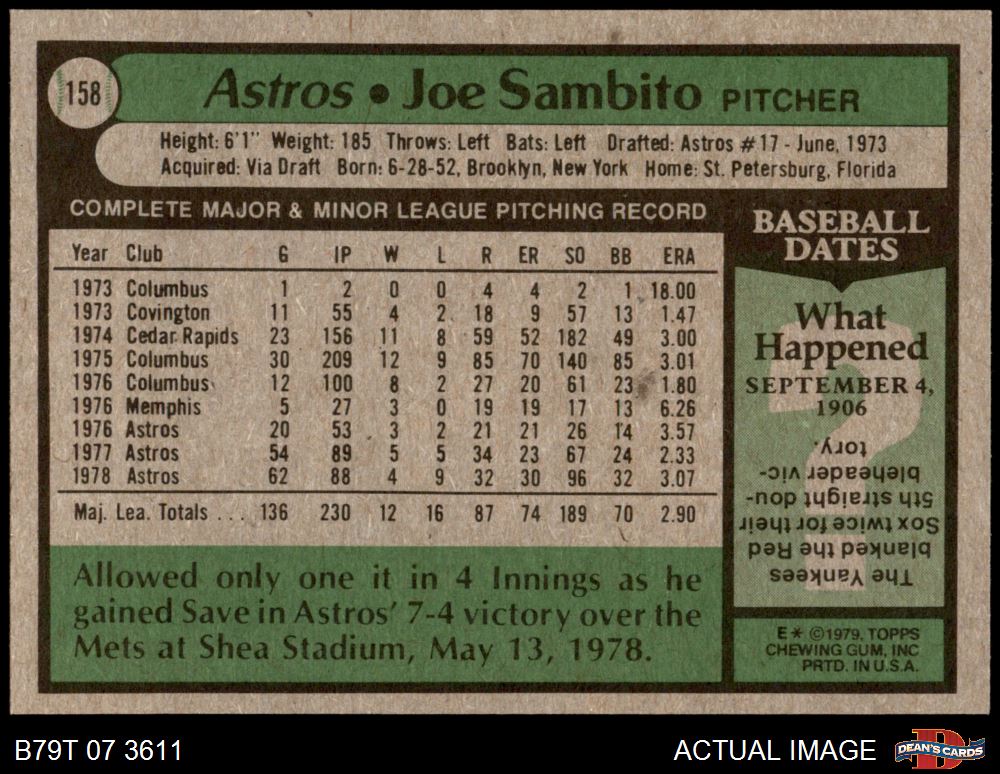 158
Astros • Joe Sambito PITCHER
Height: 6'1" Weight: 185 Throws: Left Bats: Left Drafted: Astros #17 - June, 1973
Acquired: Via Draft Born: 6-28-52, Brooklyn, New York Home: St. Petersburg, Florida
COMPLETE MAJOR & MINOR LEAGUE PITCHING RECORD
Year Club G IP W L R ER SO BB ERA
1973 Columbus 1 2 0 0 4 4 2 1 18.00
1973 Covington 11 55 4 2 18 9 57 13 1.47
1974 Cedar Rapids 23 156 11 8 59 52 182 49 3.00
1975 Columbus 30 209 12 9 85 70 140 85 3.01
1976 Columbus 12 100 8 2 27 20 61 23 1.80
1976 Memphis 5 27 3 0 19 19 17 13 6.26
1976 Astros 20 53 3 2 21 21 26 14 3.57
1977 Astros 54 89 5 5 34 23 67 24 2.33
1978 Astros 62 88 4 9 32 30 96 32 3.07
Maj. Lea. Totals ... 136 230 12 16 87 74 189 70 2.90
Allowed only one it in 4 Innings as he
gained Save in Astros' 7-4 victory over the
Mets at Shea Stadium, May 13, 1978.
BASEBALL
DATES
What
Happened
SEPTEMBER 4,
1906
The Yankees
blanked the Red
Sox twice for their
5th straight dou-
bleheader vic-
tory.
E * ©1979. TOPPS
CHEWING GUM, INC
PRTD. IN U.S.A.
B79T 07 3611
ACTUAL IMAGE
D
DEAN'S CARDS